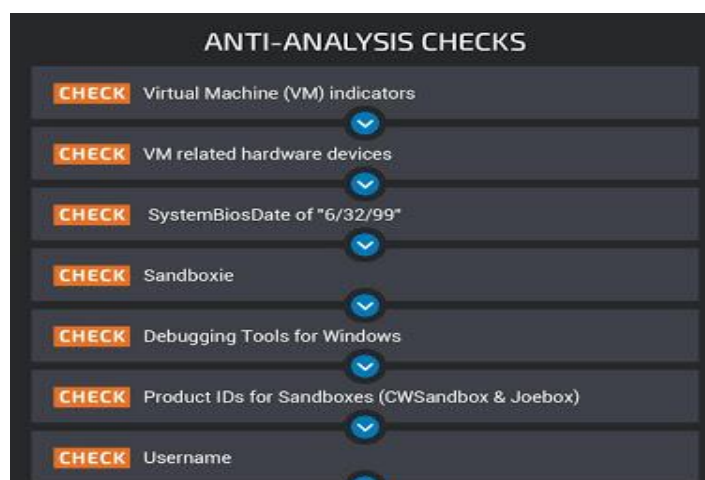 ANTI-ANALYSIS CHECKS
CHECK Virtual Machine (VM) indicators
CHECK VM related hardware devices
CHECK SystemBiosDate of "6/32/99"
CHECK Sandboxie
CHECK Debugging Tools for Windows
CHECK Product IDs for Sandboxes (CWSandbox & Joebox)
CHECK Username